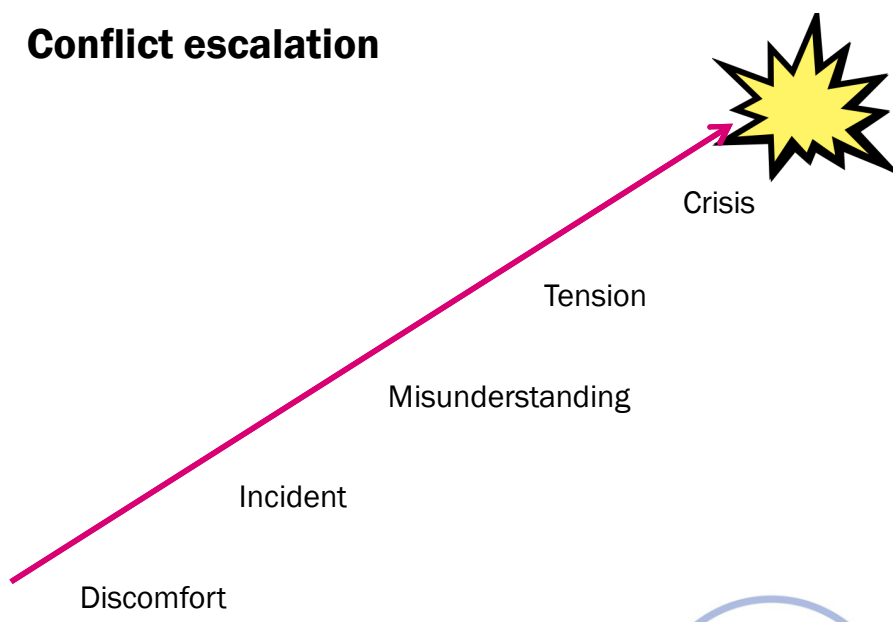 Conflict escalation
Crisis
Tension
Misunderstanding
Incident
Discomfort